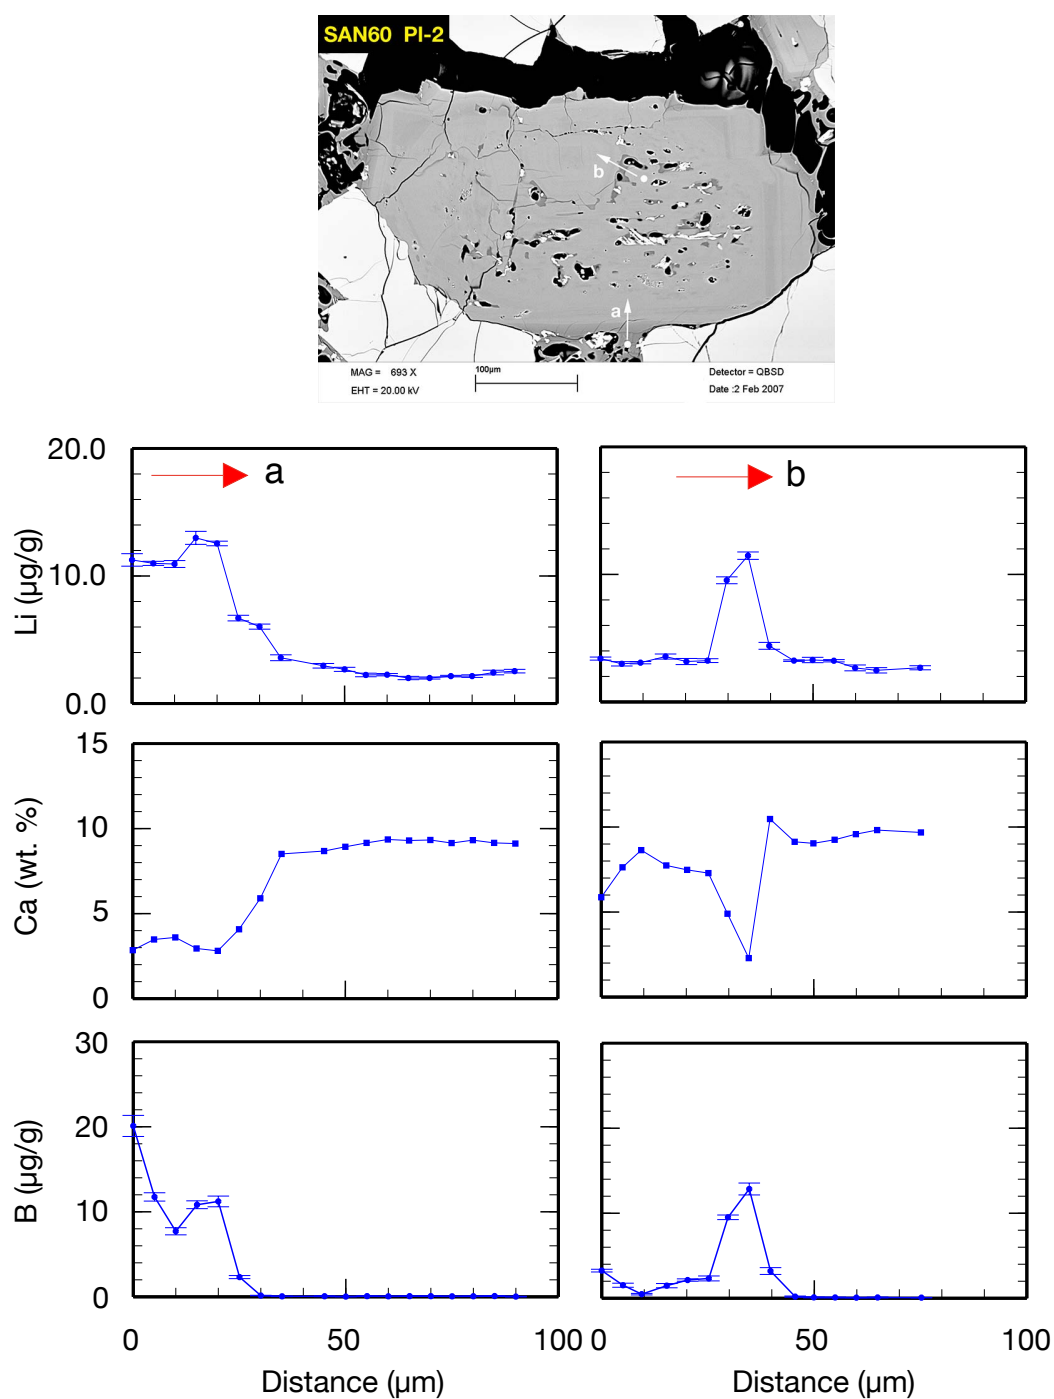 SAN60 Pl-2
b
a
MAG = 693 X
100µm
Detector = QBSD
EHT = 20.00 kV
Date :2 Feb 2007
20.0
a
b
10.0
Li (µg/g)
0.0
15
10
Ca (wt. %)
5
0
30
20
B (µg/g)
10
0
0 50 100 0 50 100
Distance (µm) Distance (µm)